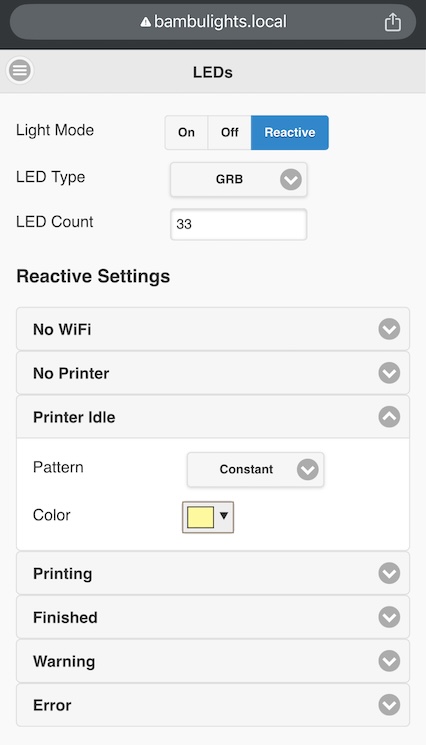 bambulights.local
LEDs
Light Mode On Off Reactive
LED Type GRB
LED Count 33
Reactive Settings
No WiFi
No Printer
Printer Idle
Pattern Constant
Color
Printing
Finished
Warning
Error